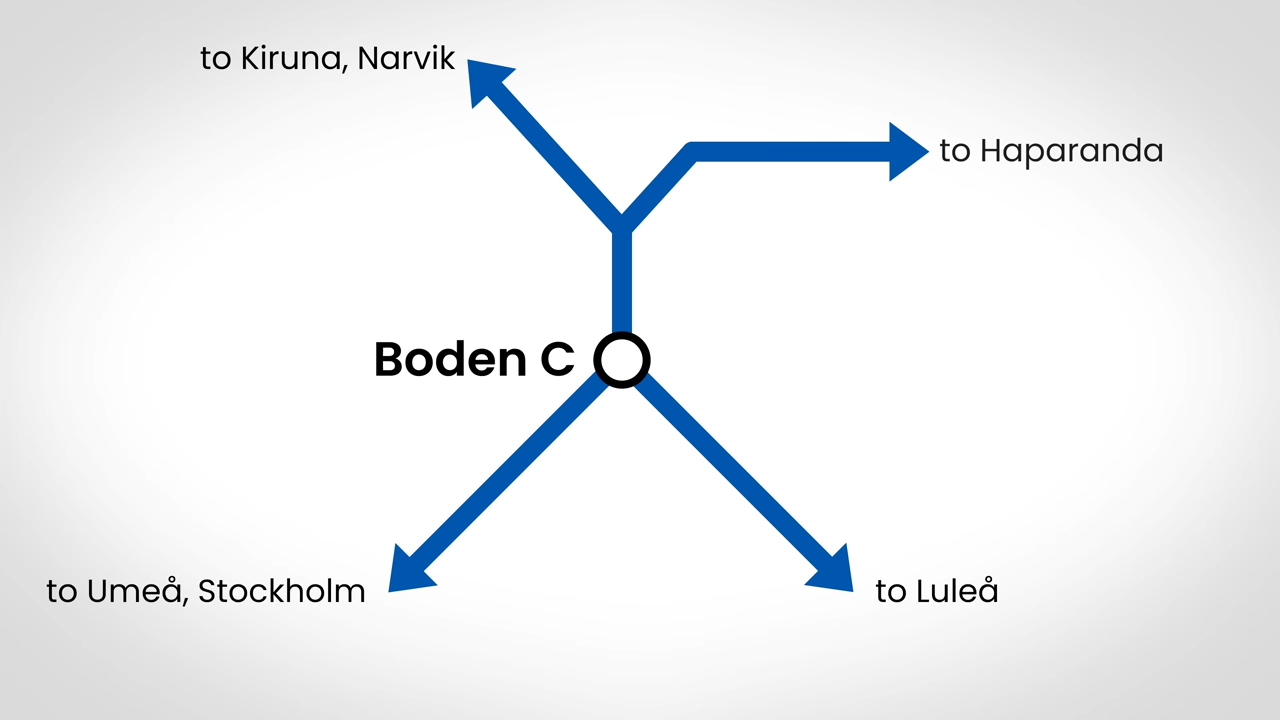 to Kiruna, Narvik
to Haparanda
Boden C
to Umeå, Stockholm
to Luleå